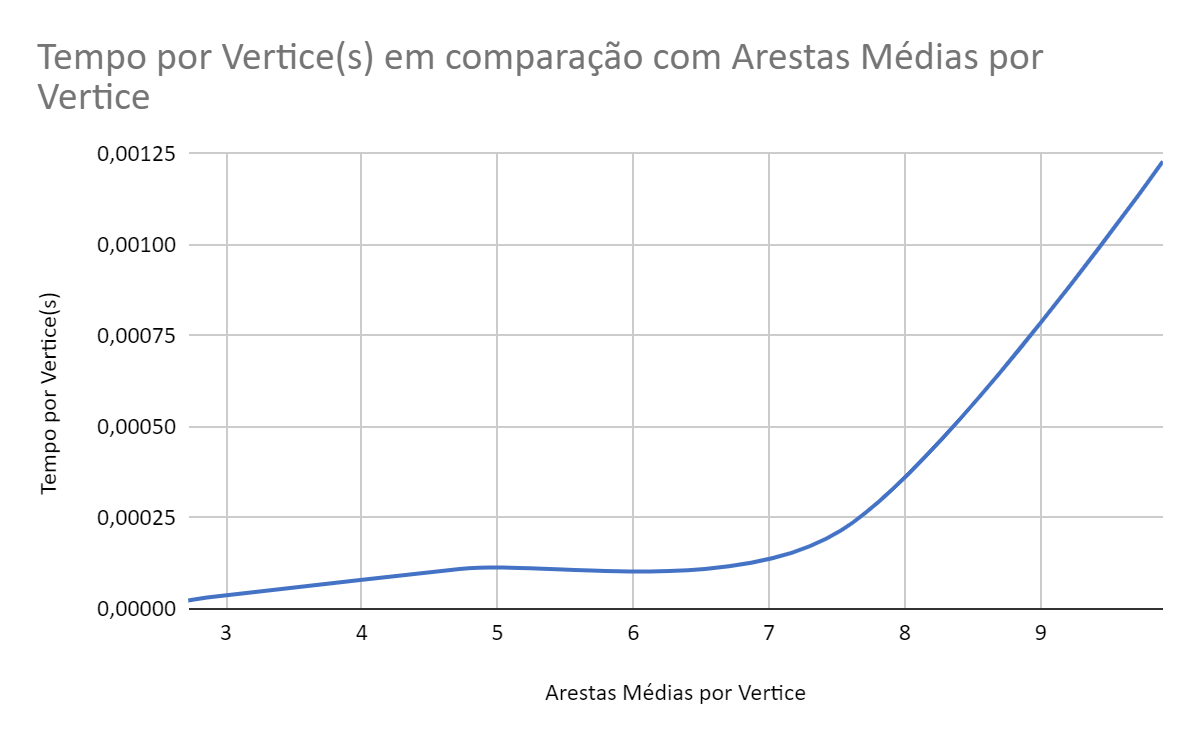 Tempo por Vertice(s) em comparação com Arestas Médias por
Vertice
0,00125
0,00100
0,00075
0,00050
0,00025
0,00000
Tempo por Vertice(s)
3 4 5 6 7 8 9
Arestas Médias por Vertice